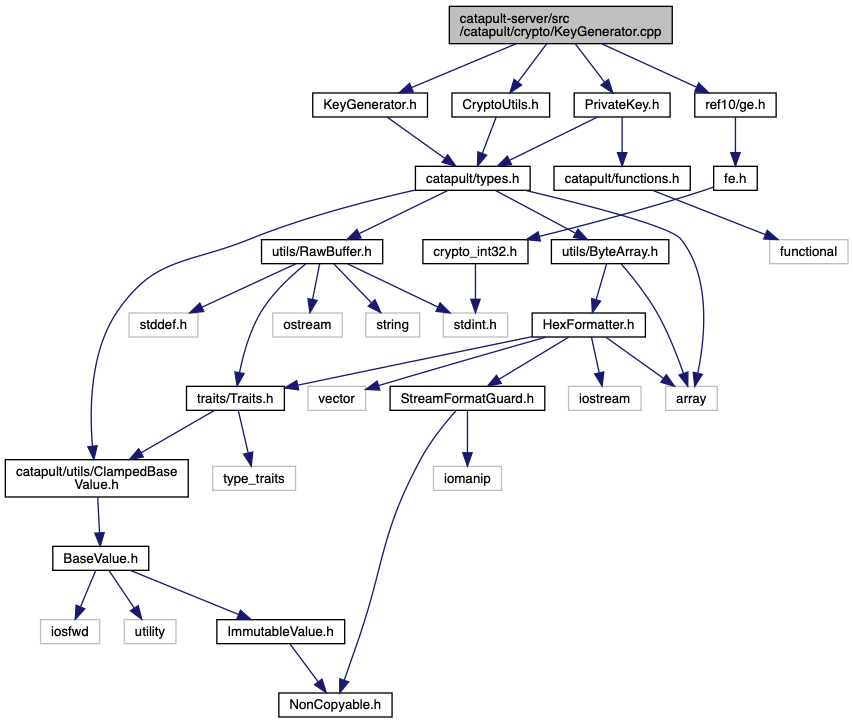 catapult-server/src
/catapult/crypto/KeyGenerator.cpp
KeyGenerator.h
CryptoUtils.h
PrivateKey.h
ref10/ge.h
catapult/types.h
catapult/functions.h
fe.h
utils/RawBuffer.h
crypto_int32.h
utils/ByteArray.h
functional
stddef.h
ostream
string
stdint.h
HexFormatter.h
traits/Traits.h
vector
StreamFormatGuard.h
iostream
array
catapult/utils/ClampedBase
Value.h
type_traits
iomanip
BaseValue.h
iosfwd
utility
ImmutableValue.h
NonCopyable.h